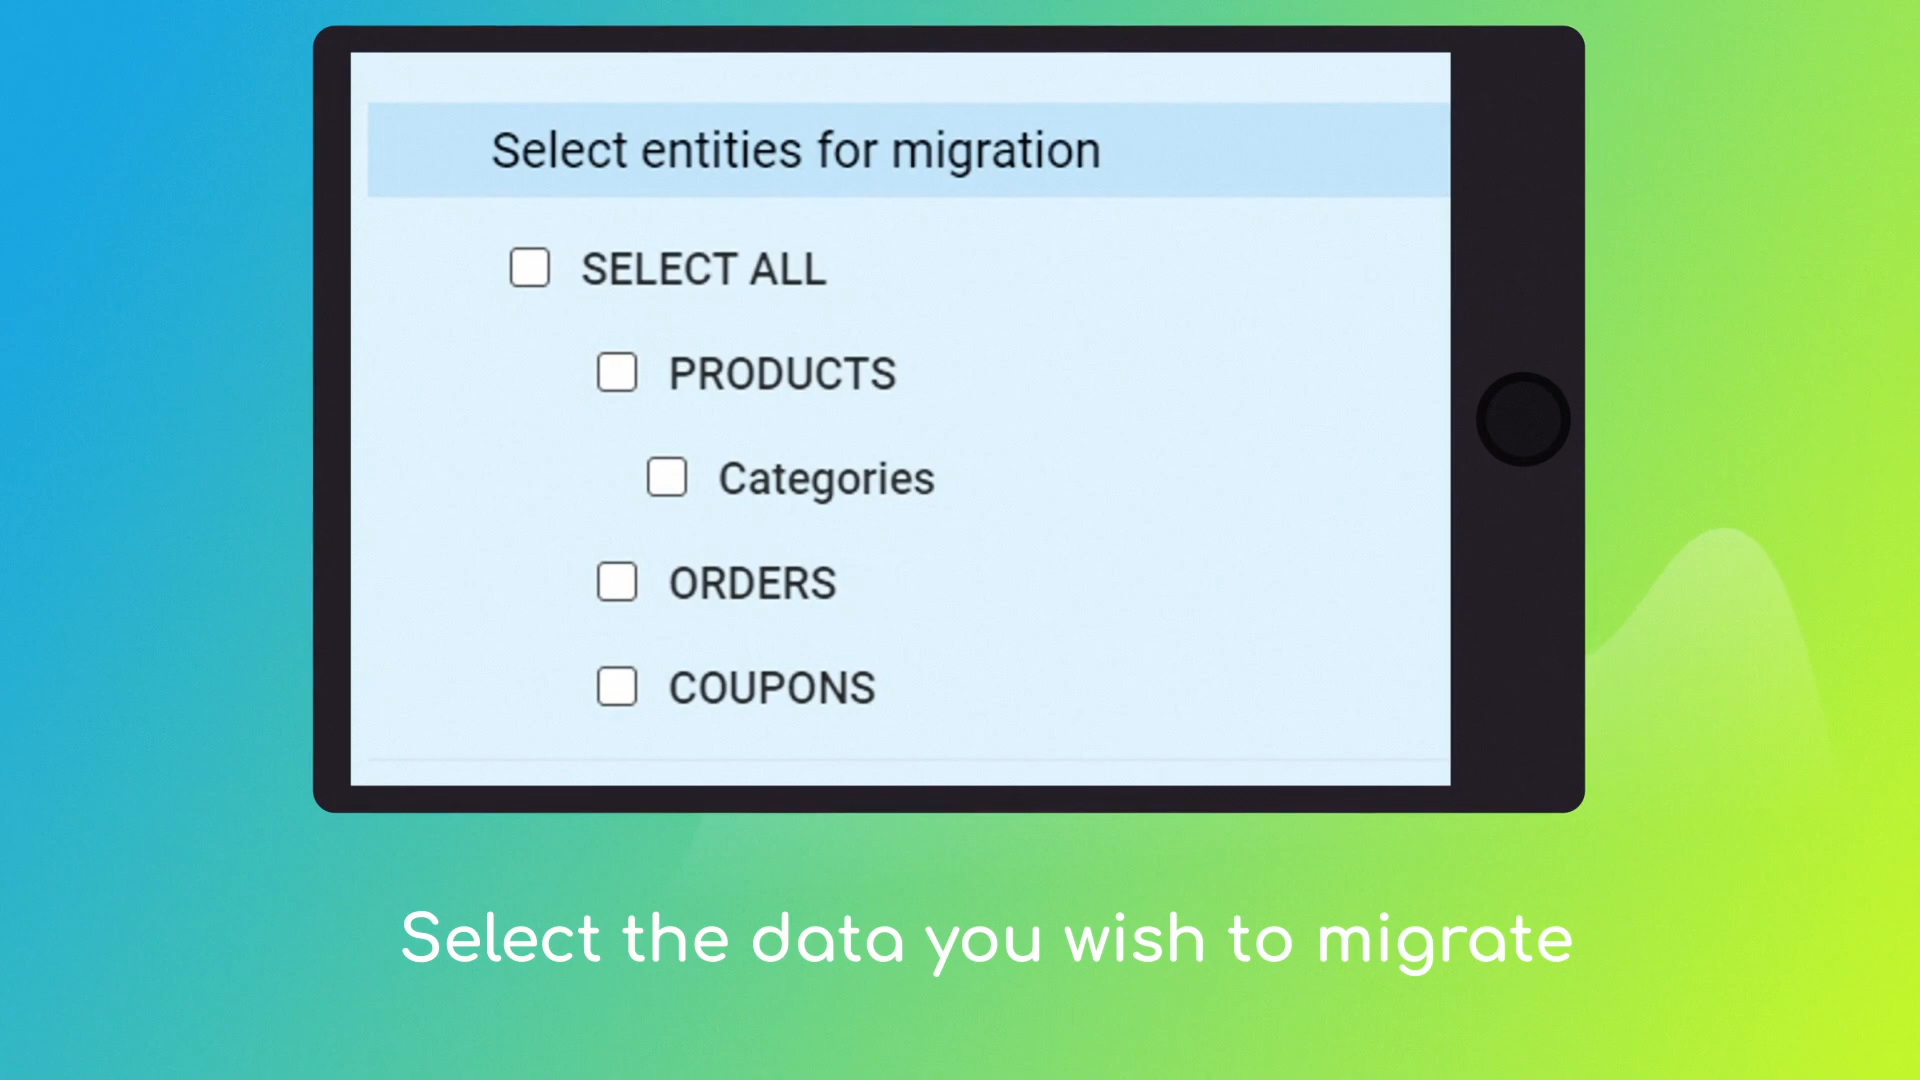 Select entities for migration
SELECT ALL
PRODUCTS
Categories
ORDERS
COUPONS
Select the data you wish to migrate